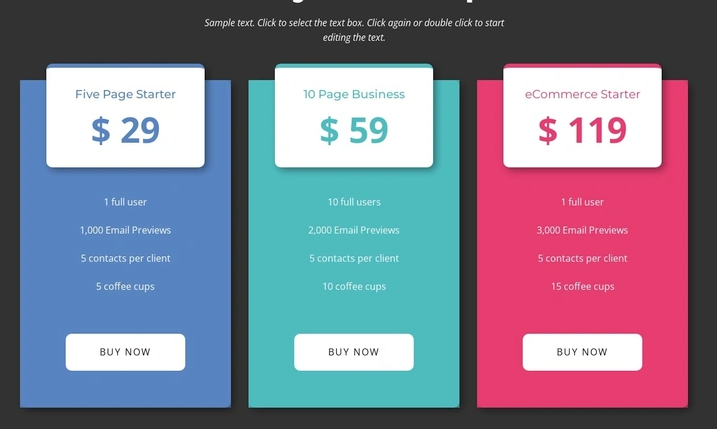 Sample text. Click to select the text box. Click again or double click to start
editing the text.
Five Page Starter
$ 29
1 full user
1,000 Email Previews
5 contacts per client
5 coffee cups
BUY NOW
10 Page Business
$ 59
10 full users
2,000 Email Previews
5 contacts per client
10 coffee cups
BUY NOW
eCommerce Starter
$ 119
1 full user
3,000 Email Previews
5 contacts per client
15 coffee cups
BUY NOW